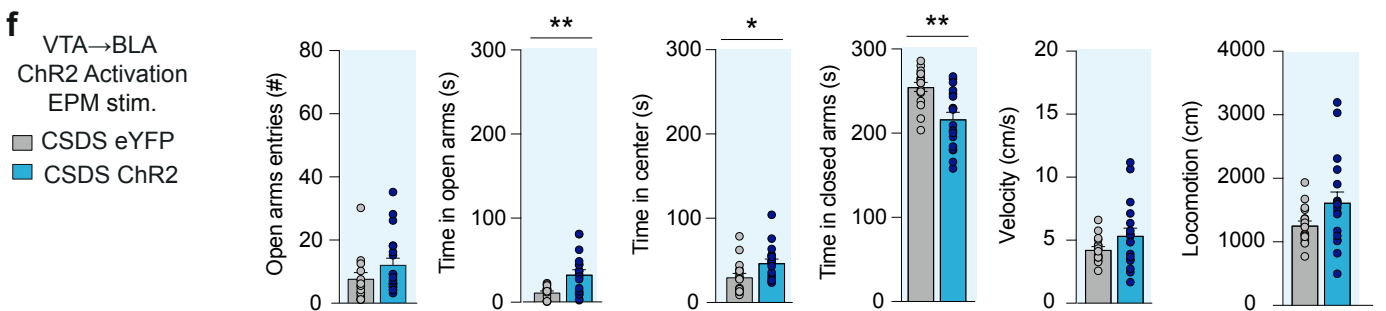 f
VTA→BLA
ChR2 Activation
EPM stim.
CSDS eYFP
CSDS ChR2
Open arms entries (#)
80
60
40
20
0
**
Time in open arms (s)
300
200
100
0
*
Time in center (s)
300
200
100
0
**
Time in closed arms (s)
300
200
100
0
Velocity (cm/s)
20
15
10
5
0
Locomotion (cm)
4000
3000
2000
1000
0